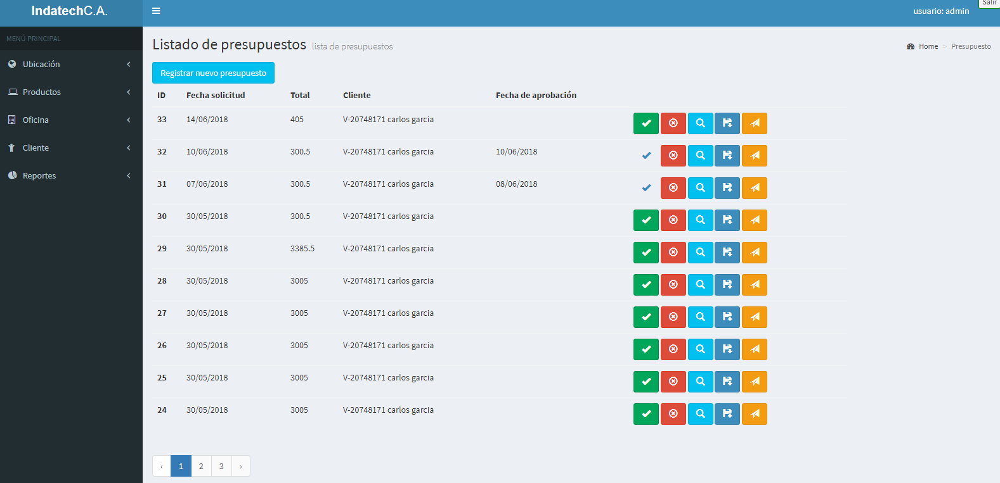 IndatechC.A.
usuario: admin
Salir
MENÚ PRINCIPAL
Ubicación
Productos
Oficina
Cliente
Reportes
Listado de presupuestos lista de presupuestos
Home > Presupuesto
Registrar nuevo presupuesto
ID Fecha solicitud Total Cliente Fecha de aprobación
33 14/06/2018 405 V-20748171 carlos garcia
32 10/06/2018 300.5 V-20748171 carlos garcia 10/06/2018
31 07/06/2018 300.5 V-20748171 carlos garcia 08/06/2018
30 30/05/2018 300.5 V-20748171 carlos garcia
29 30/05/2018 3385.5 V-20748171 carlos garcia
28 30/05/2018 3005 V-20748171 carlos garcia
27 30/05/2018 3005 V-20748171 carlos garcia
26 30/05/2018 3005 V-20748171 carlos garcia
25 30/05/2018 3005 V-20748171 carlos garcia
24 30/05/2018 3005 V-20748171 carlos garcia
‹ 1 2 3 ›